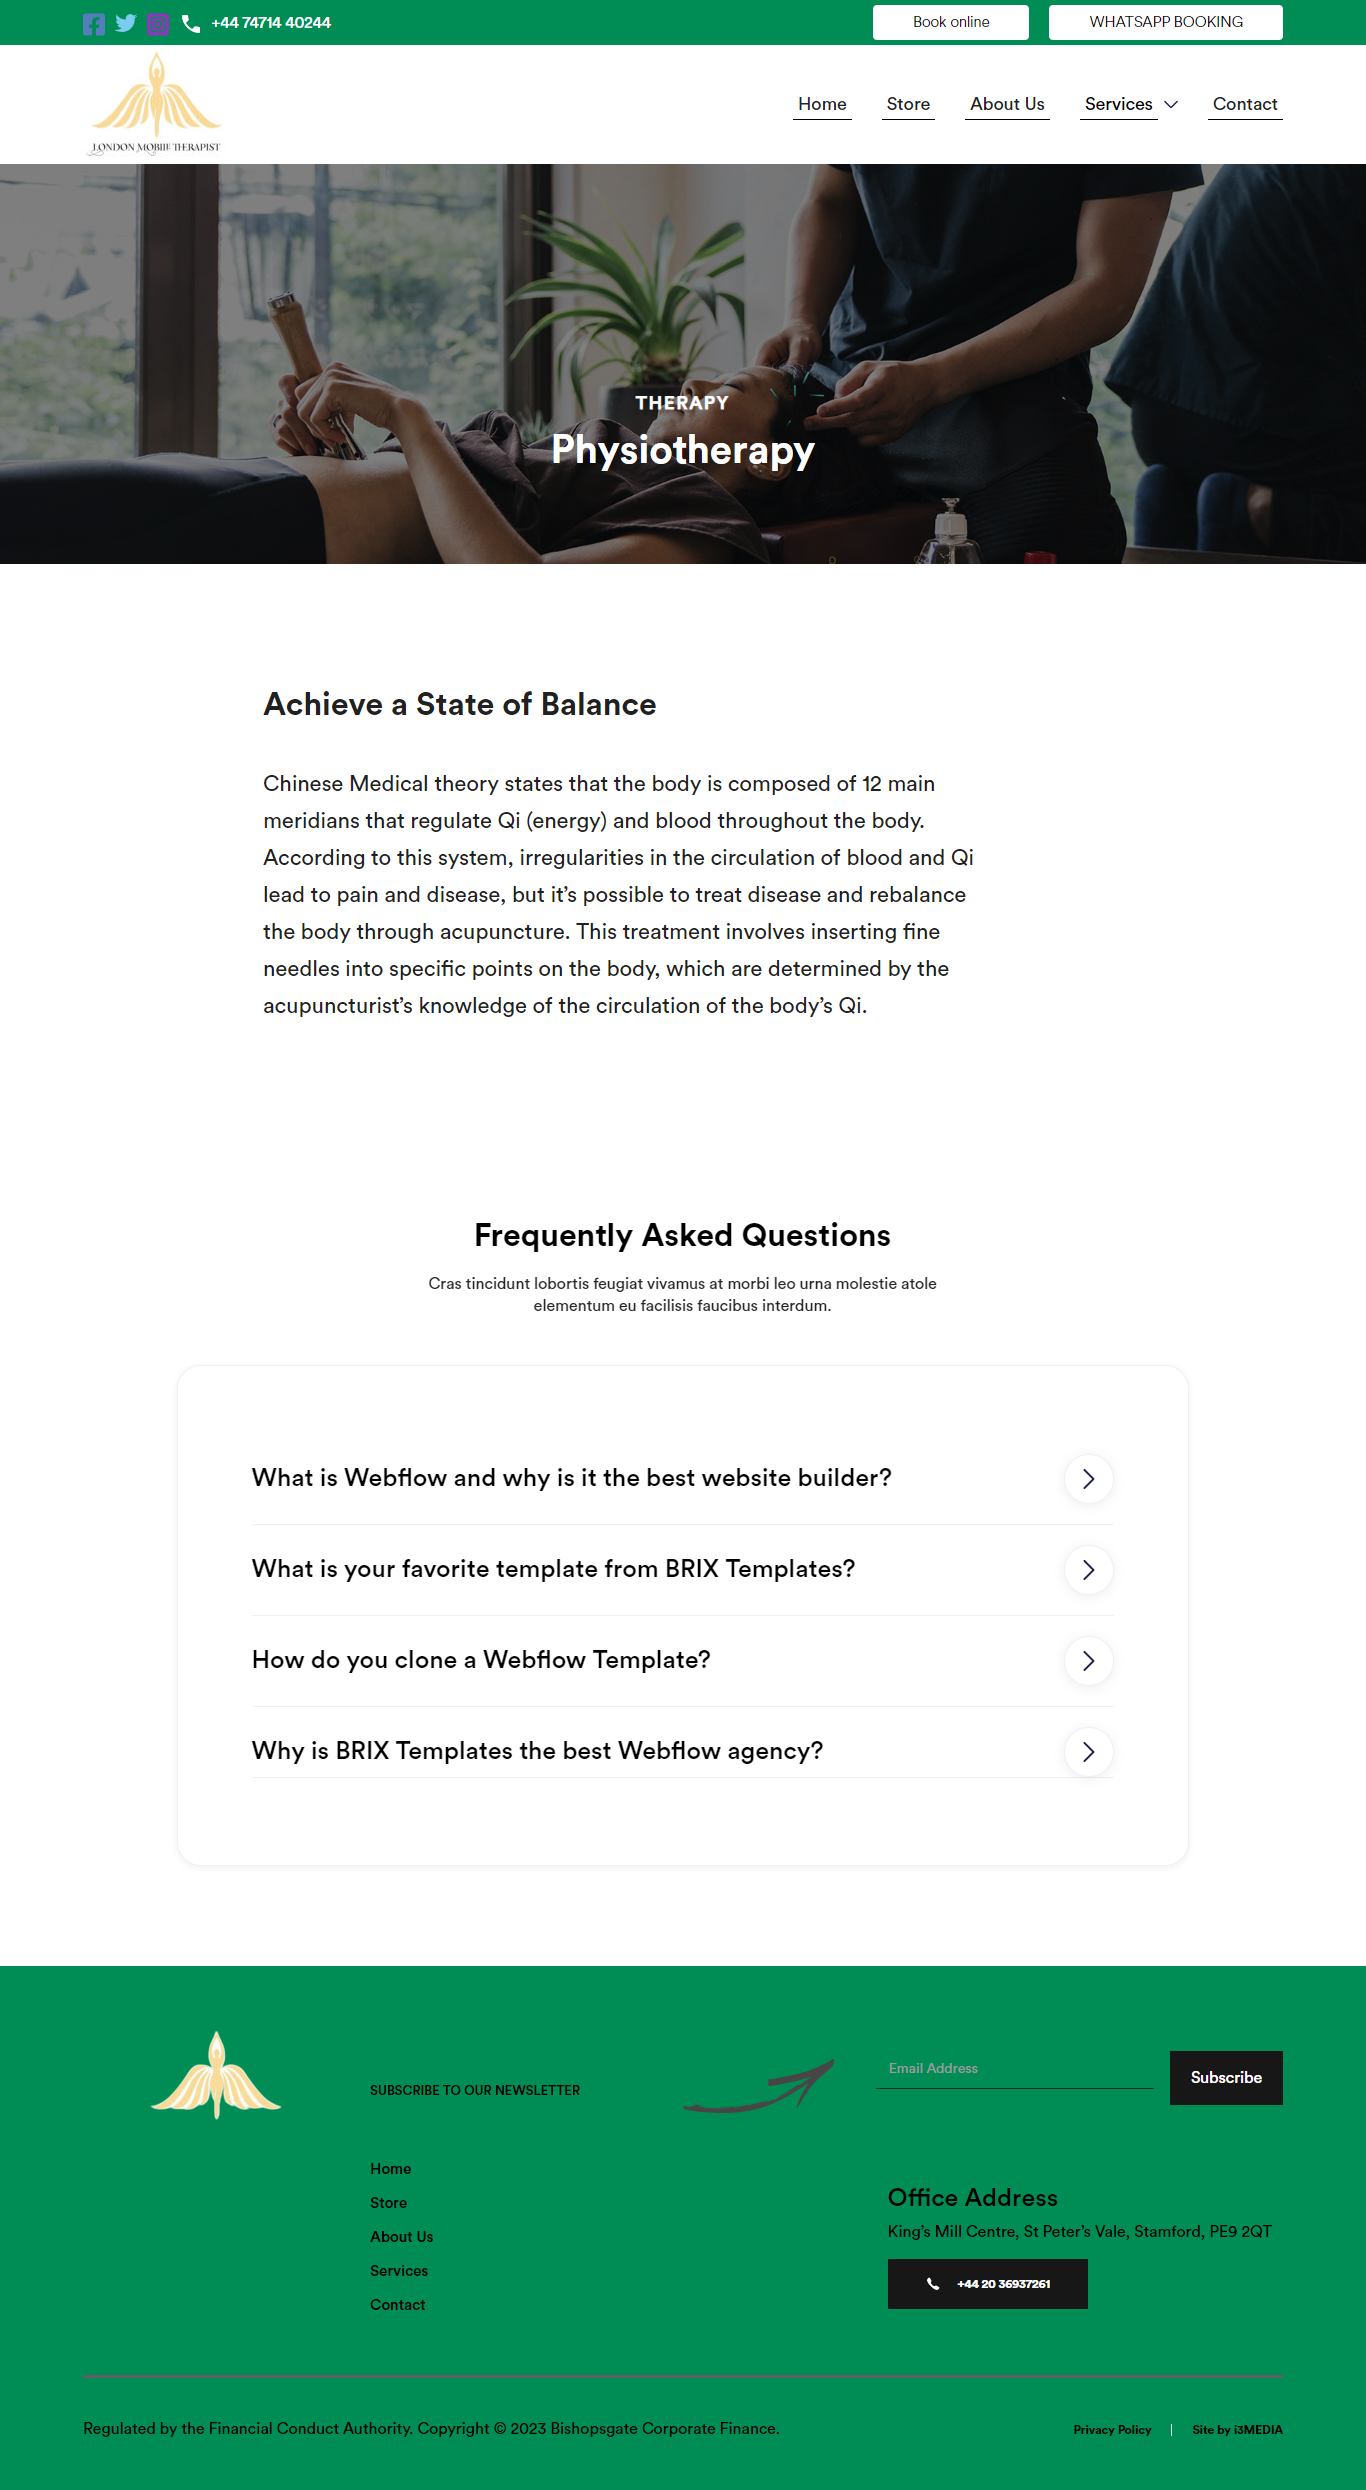 +44 74714 40244
Book online
WHATSAPP BOOKING
LONDON MOBILE THERAPIST
Home
Store
About Us
Services
Contact
THERAPY
Physiotherapy
Achieve a State of Balance
Chinese Medical theory states that the body is composed of 12 main
meridians that regulate Qi (energy) and blood throughout the body.
According to this system, irregularities in the circulation of blood and Qi
lead to pain and disease, but it’s possible to treat disease and rebalance
the body through acupuncture. This treatment involves inserting fine
needles into specific points on the body, which are determined by the
acupuncturist’s knowledge of the circulation of the body’s Qi.
Frequently Asked Questions
Cras tincidunt lobortis feugiat vivamus at morbi leo urna molestie atole
elementum eu facilisis faucibus interdum.
What is Webflow and why is it the best website builder?
What is your favorite template from BRIX Templates?
How do you clone a Webflow Template?
Why is BRIX Templates the best Webflow agency?
SUBSCRIBE TO OUR NEWSLETTER
Email Address
Subscribe
Home
Store
About Us
Services
Contact
Office Address
King’s Mill Centre, St Peter’s Vale, Stamford, PE9 2QT
+44 20 36937261
Regulated by the Financial Conduct Authority. Copyright © 2023 Bishopsgate Corporate Finance.
Privacy Policy
Site by i3MEDIA